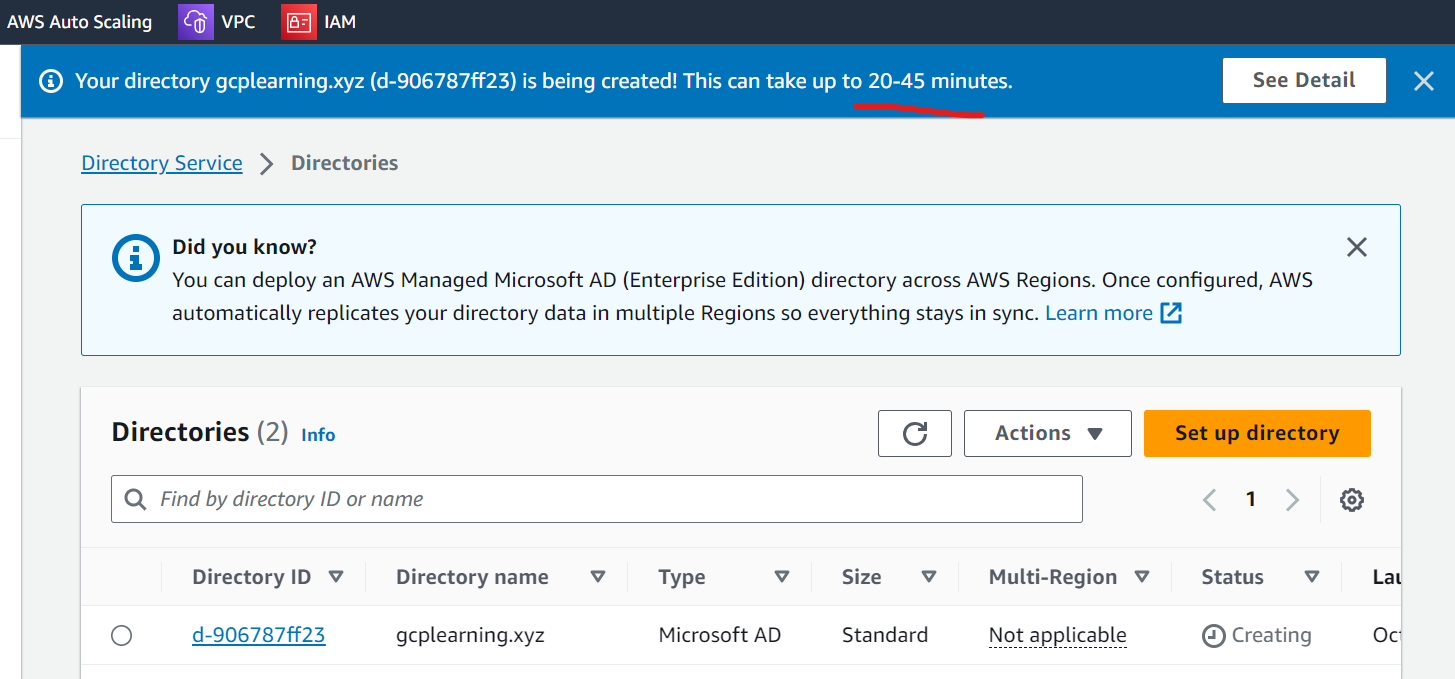 AWS Auto Scaling VPC IAM
Your directory gcplearning.xyz (d-906787ff23) is being created! This can take up to 20-45 minutes. See Detail
Directory Service Directories
Did you know?
You can deploy an AWS Managed Microsoft AD (Enterprise Edition) directory across AWS Regions. Once configured, AWS
automatically replicates your directory data in multiple Regions so everything stays in sync. Learn more
Directories (2) Info Actions Set up directory
Find by directory ID or name 1
Directory ID Directory name Type Size Multi-Region Status
d-906787ff23 gcplearning.xyz Microsoft AD Standard Not applicable Creating